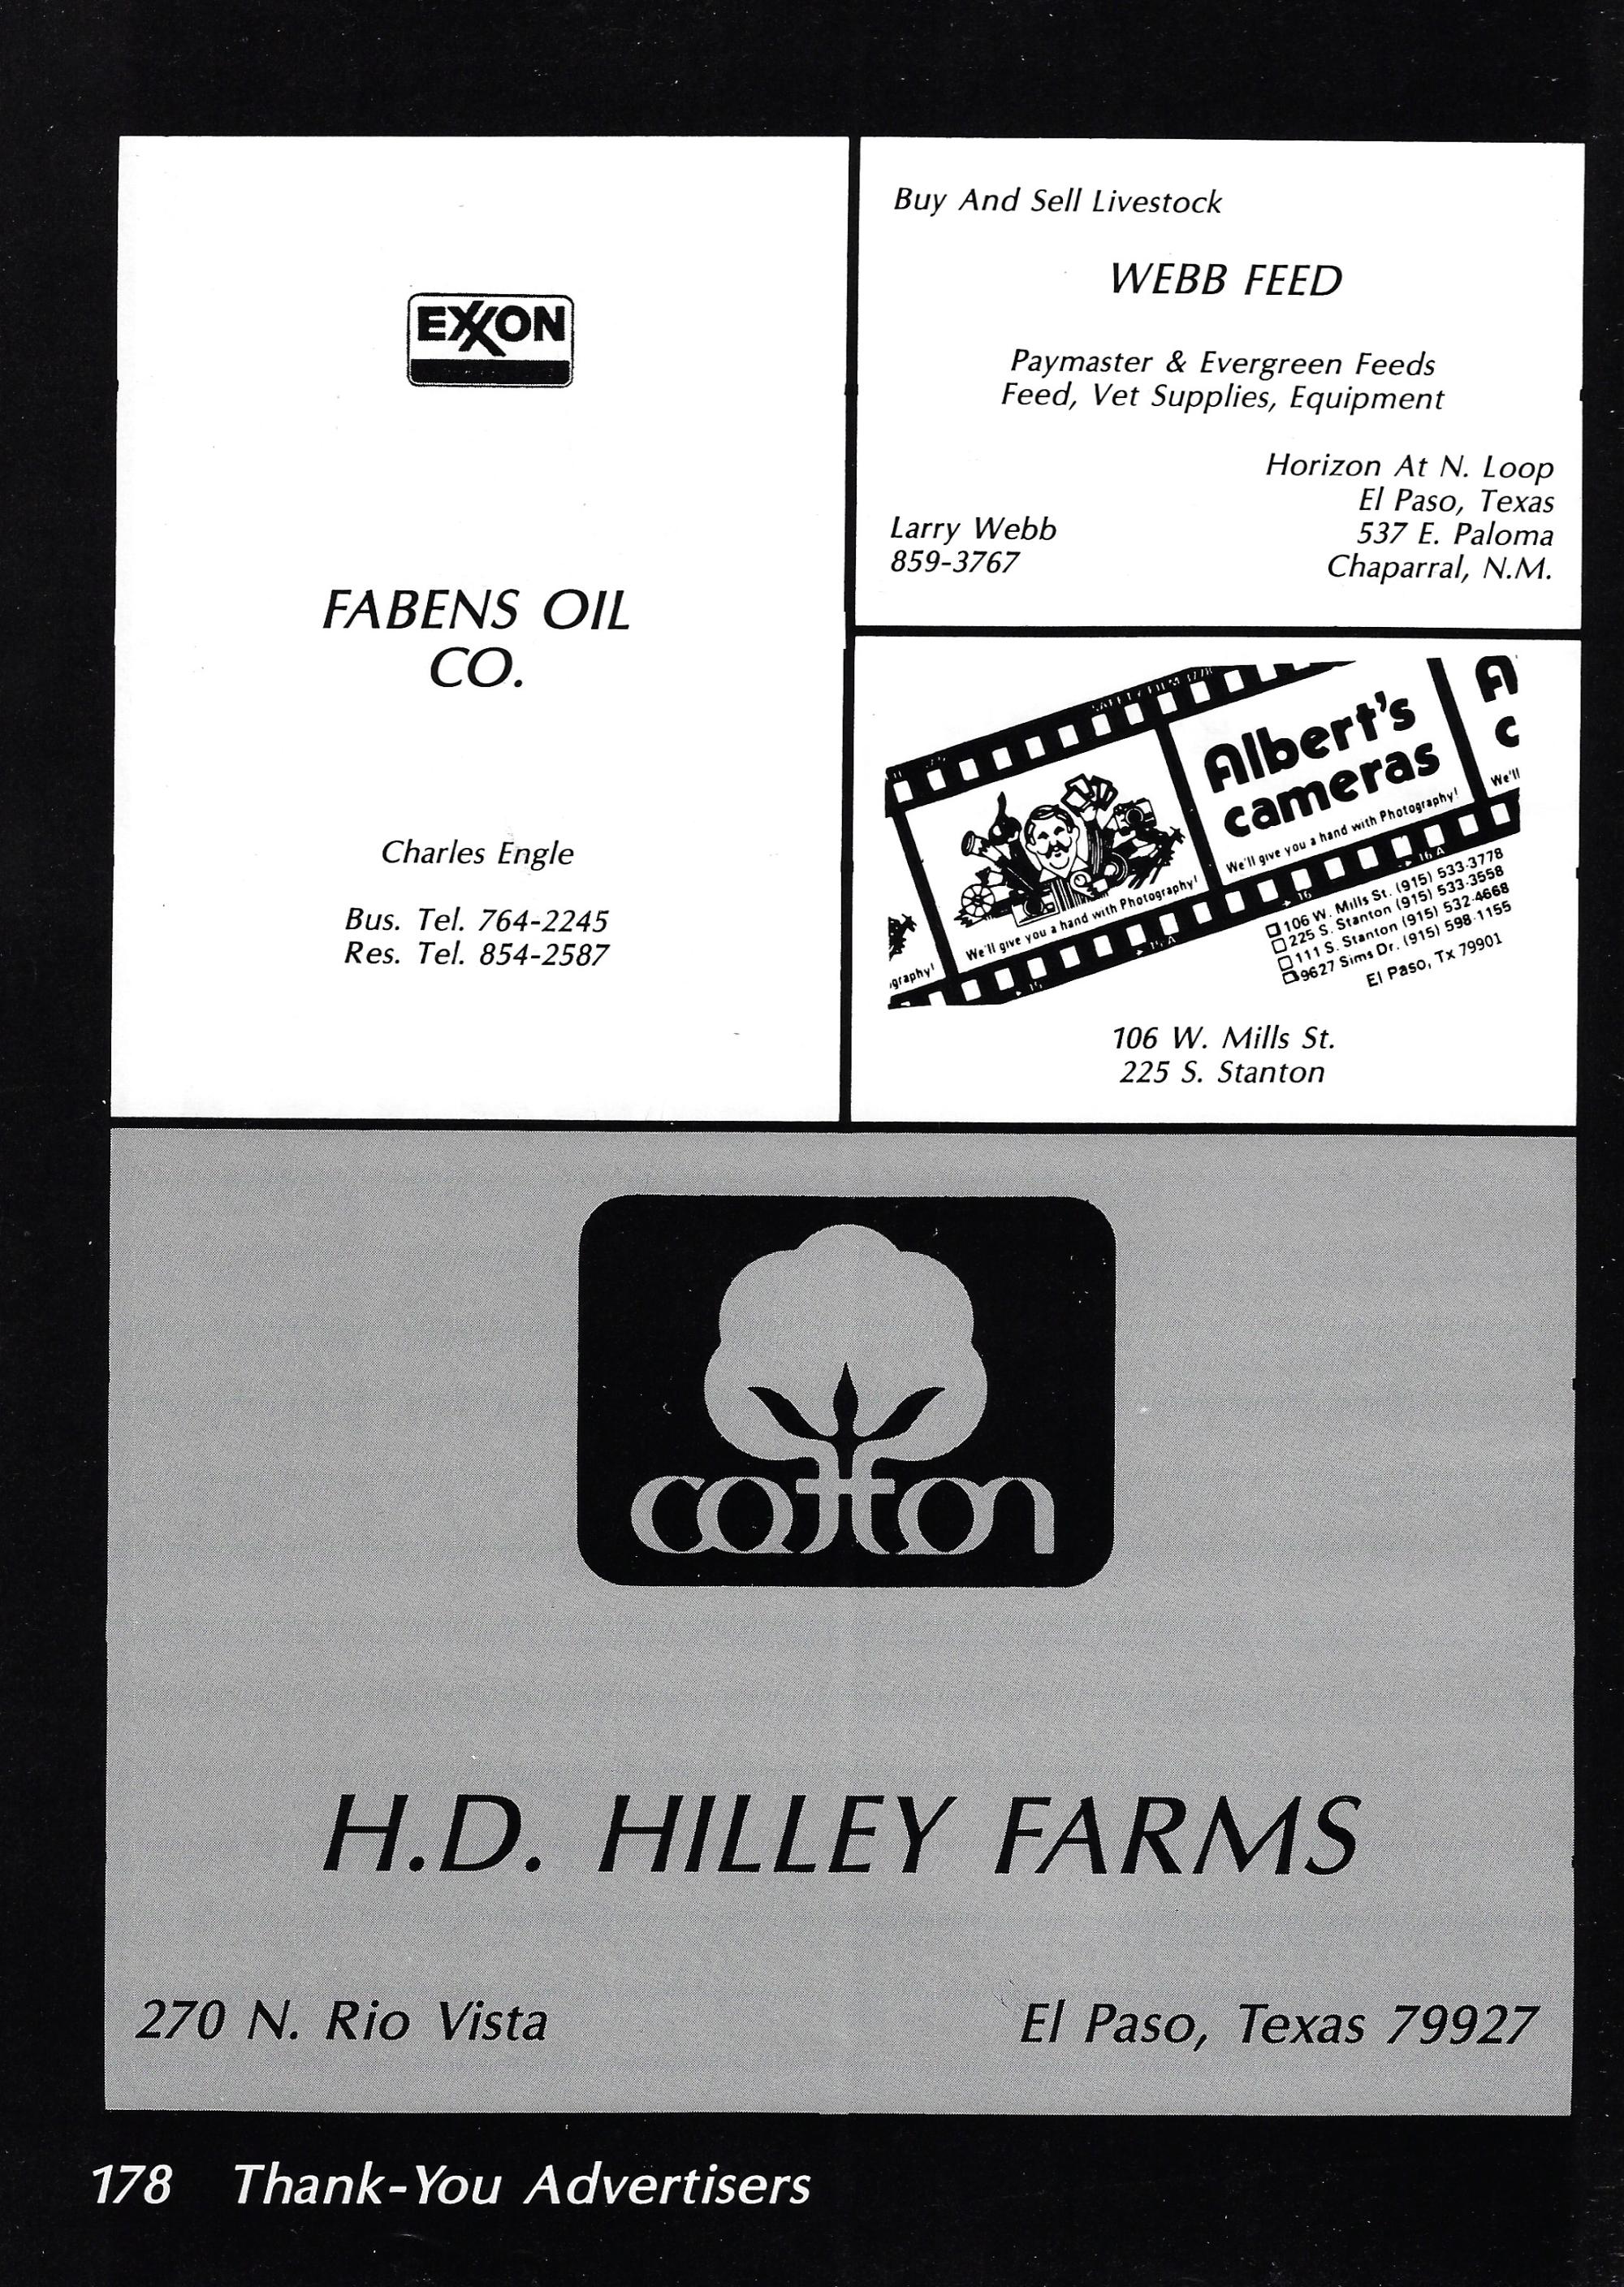 EXXON
FABENS OIL
CO.
Charles Engle
Bus. Tel. 764-2245
Res. Tel. 854-2587
Buy And Sell Livestock
WEBB FEED
Paymaster & Evergreen Feeds
Feed, Vet Supplies, Equipment
Horizon At N. Loop
El Paso, Texas
537 E. Paloma
Chaparral, N.M.
Larry Webb
859-3767
Albert's
cameras
We'll give you a hand with Photography!
We'll give you a hand with Photography!
A
c
We'll
graphy!
106 W. Mills St. (915) 533-3778
225 S. Stanton (915) 533-3558
111 S. Stanton (915) 532-4668
9627 Sims Dr. (915) 598-1155
El Paso, Tx 79901
106 W. Mills St.
225 S. Stanton
cotton
H.D. HILLEY FARMS
270 N. Rio Vista
El Paso, Texas 79927
178 Thank-You Advertisers